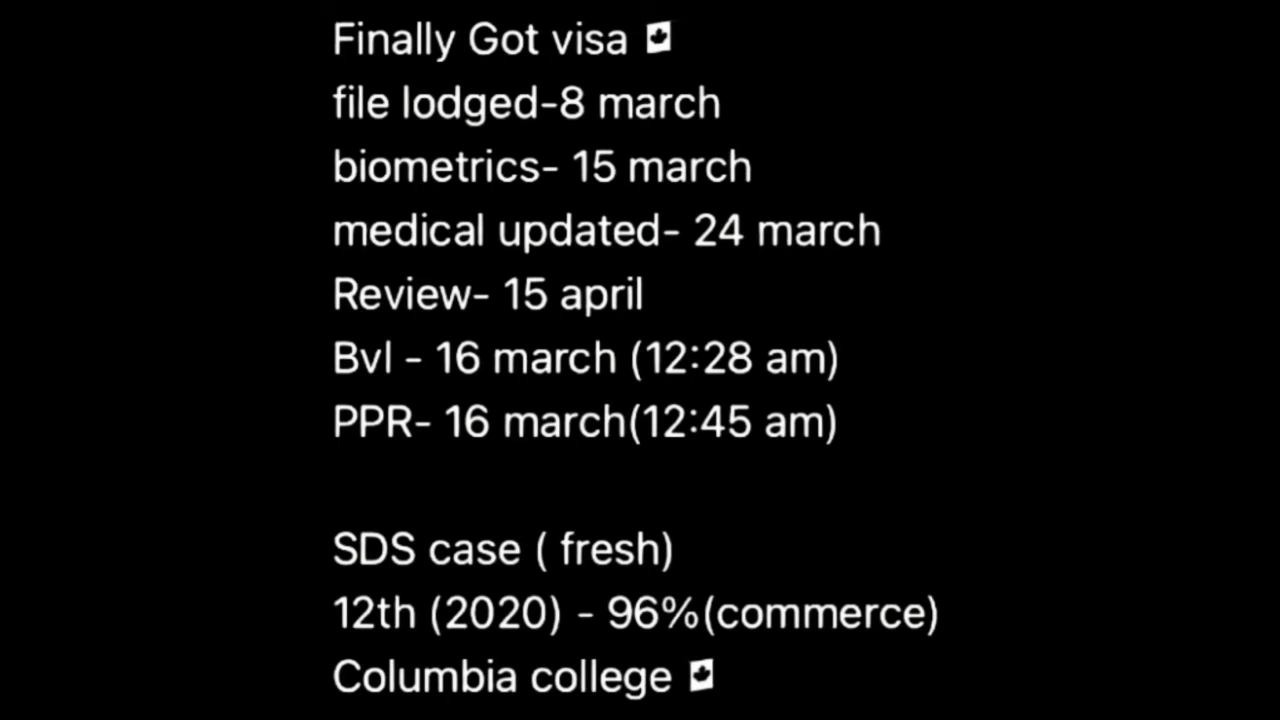 Finally Got visa 🇨🇦
file lodged-8 march
biometrics- 15 march
medical updated- 24 march
Review- 15 april
Bvl - 16 march (12:28 am)
PPR- 16 march(12:45 am)
SDS case ( fresh)
12th (2020) - 96%(commerce)
Columbia college 🇨🇦